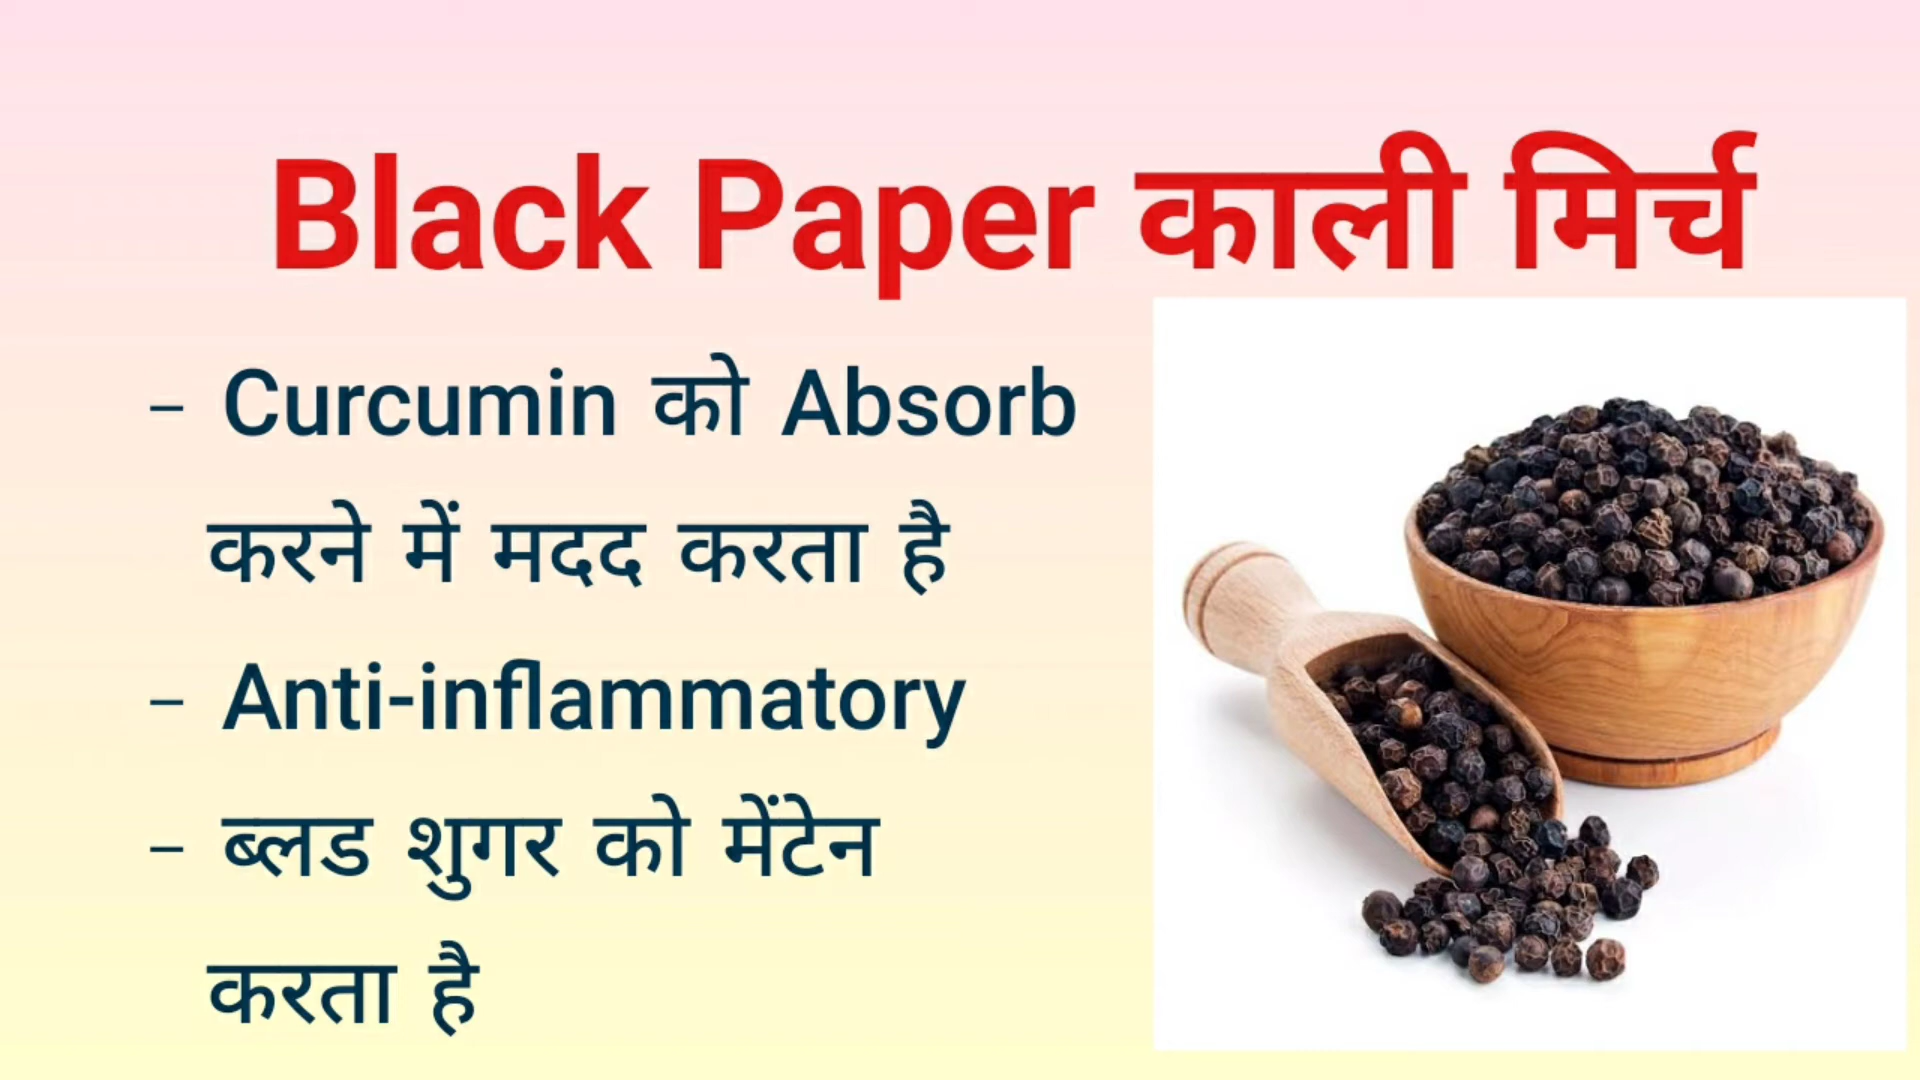 Black Paper काली मिर्च
- Curcumin को Absorb
करने में मदद करता है
- Anti-inflammatory
- ब्लड शुगर को मेंटेन
करता है